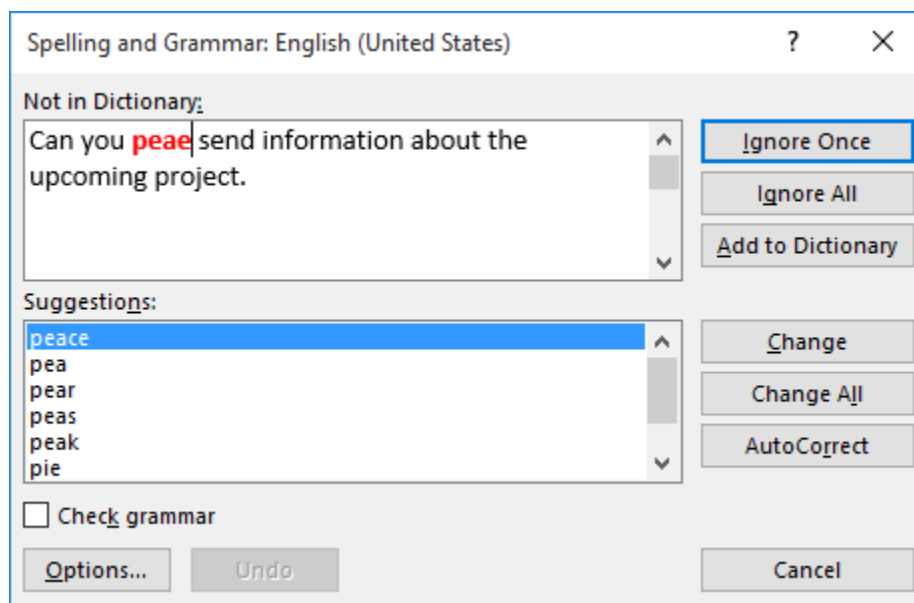 Spelling and Grammar: English (United States) ?
Not in Dictionary:
Can you peae send information about the
upcoming project.
Ignore Once
Ignore All
Add to Dictionary
Suggestions:
peace
pea
pear
peas
peak
pie
Change
Change All
AutoCorrect
Check grammar
Options... Undo Cancel